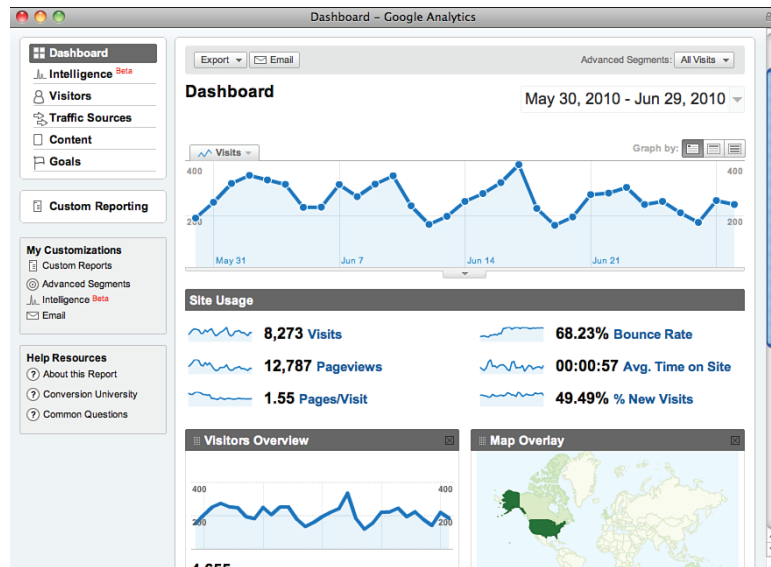 Dashboard – Google Analytics
Dashboard
Intelligence Beta
Visitors
Traffic Sources
Content
Goals
Custom Reporting
My Customizations
Custom Reports
Advanced Segments
Intelligence Beta
Email
Help Resources
? About this Report
? Conversion University
? Common Questions
Export Email Advanced Segments: All Visits
Dashboard
May 30, 2010 - Jun 29, 2010
Visits Graph by:
400 400
200 200
May 31 Jun 7 Jun 14 Jun 21
Site Usage
8,273 Visits 68.23% Bounce Rate
12,787 Pageviews 00:00:57 Avg. Time on Site
1.55 Pages/Visit 49.49% % New Visits
Visitors Overview
400 400
200 200
Map Overlay